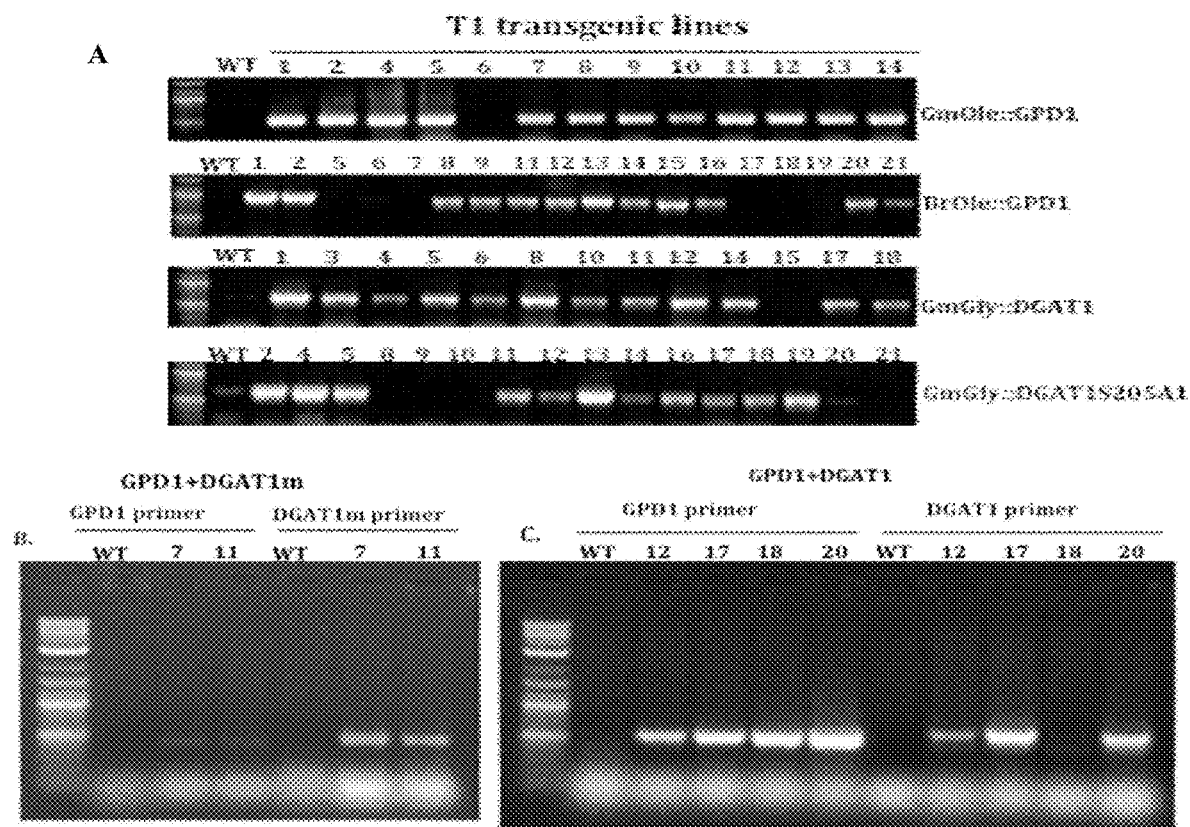 T1 transgenic lines
A
WT 1 2 4 5 6 7 8 9 10 11 12 13 14
GmOle::GPD1
WT 1 2 5 6 7 8 9 11 12 13 14 15 16 17 18 19 20 21
BrOle::GPD1
WT 1 3 4 5 6 8 10 11 12 14 15 17 18
GmGly::DGAT1
WT 2 4 5 8 9 10 11 12 13 14 16 17 18 19 20 21
GmGly::DGAT1S205A1
GPD1+DGAT1m
GPD1 primer DGAT1m primer
B.
WT 7 11 WT 7 11
GPD1+DGAT1
GPD1 primer DGAT1 primer
C.
WT 12 17 18 20 WT 12 17 18 20